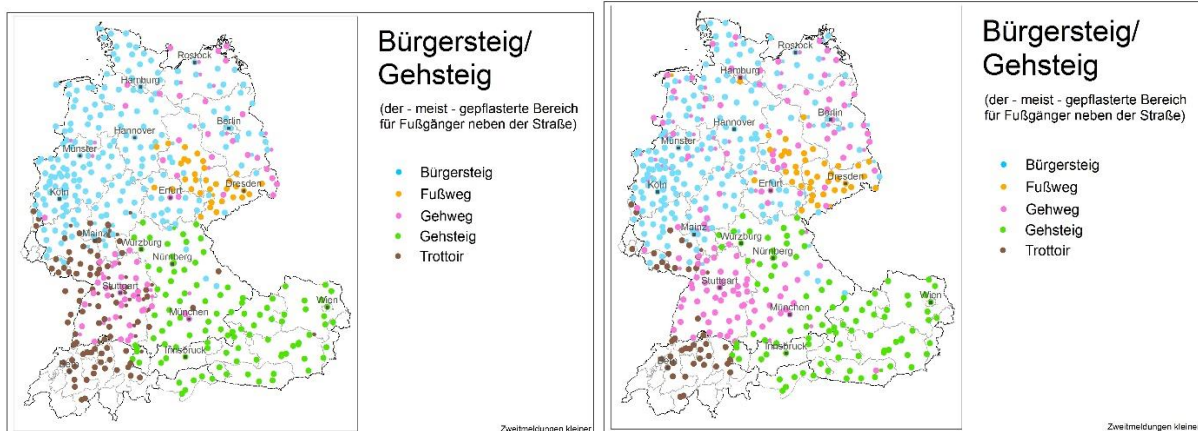 Bürgersteig/
Gehsteig
(der - meist - gepflasterte Bereich
für Fußgänger neben der Straße)
Bürgersteig
Fußweg
Gehweg
Gehsteig
Trottoir
Rostock
Hamburg
Berlin
Hannover
Münster
Köln
Erfurt
Dresden
Mainz
Würzburg
Nürnberg
Stuttgart
München
Wien
Innsbruck
Zweitmeldungen kleiner
Bürgersteig/
Gehsteig
(der - meist - gepflasterte Bereich
für Fußgänger neben der Straße)
Bürgersteig
Fußweg
Gehweg
Gehsteig
Trottoir
Rostock
Hamburg
Berlin
Hannover
Münster
Köln
Erfurt
Dresden
Mainz
Würzburg
Nürnberg
Stuttgart
München
Wien
Innsbruck
Zweitmeldungen kleiner